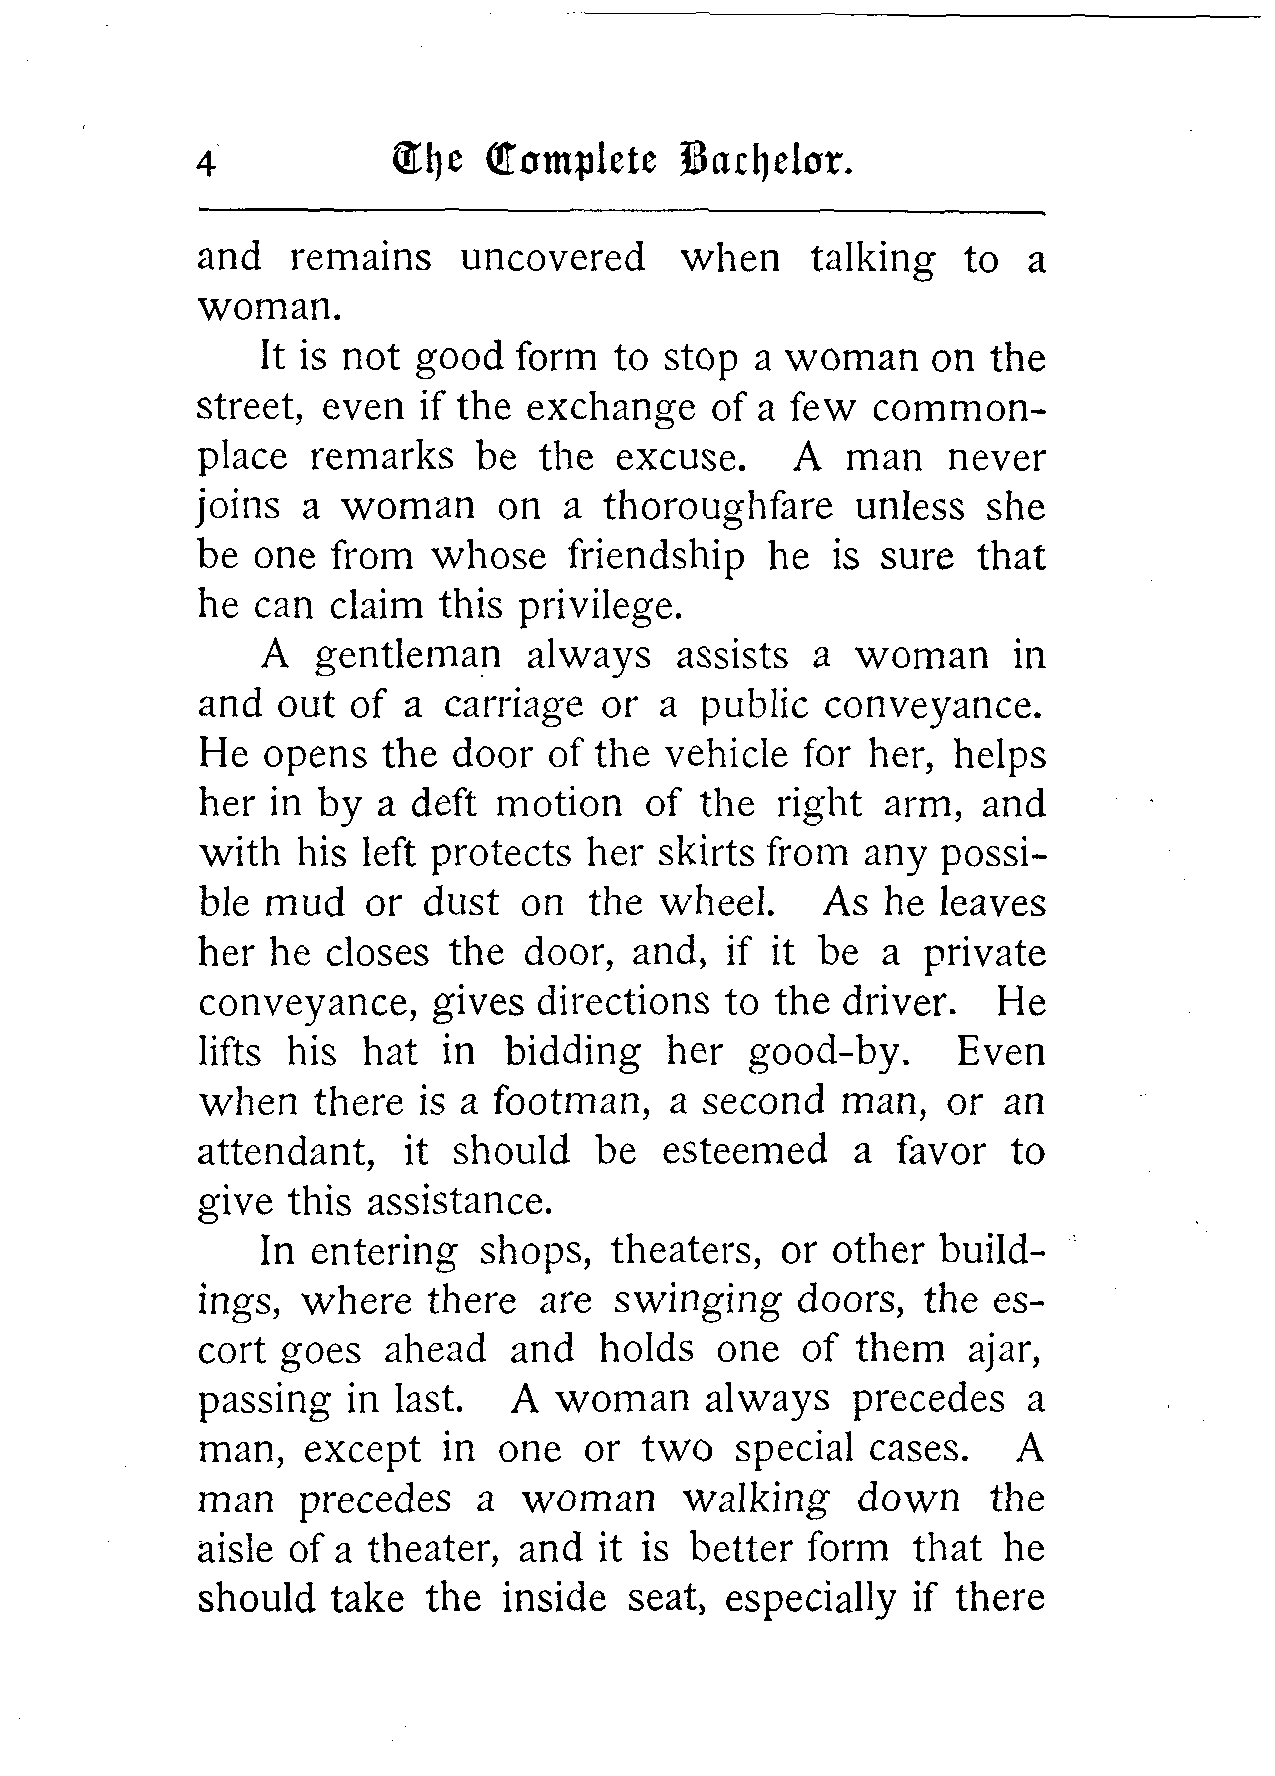 4 The Complete Bachelor.
and remains uncovered when talking to a
woman.
It is not good form to stop a woman on the
street, even if the exchange of a few common-
place remarks be the excuse. A man never
joins a woman on a thoroughfare unless she
be one from whose friendship he is sure that
he can claim this privilege.
A gentleman always assists a woman in
and out of a carriage or a public conveyance.
He opens the door of the vehicle for her, helps
her in by a deft motion of the right arm, and
with his left protects her skirts from any possi-
ble mud or dust on the wheel. As he leaves
her he closes the door, and, if it be a private
conveyance, gives directions to the driver. He
lifts his hat in bidding her good-by. Even
when there is a footman, a second man, or an
attendant, it should be esteemed a favor to
give this assistance.
In entering shops, theaters, or other build-
ings, where there are swinging doors, the es-
cort goes ahead and holds one of them ajar,
passing in last. A woman always precedes a
man, except in one or two special cases. A
man precedes a woman walking down the
aisle of a theater, and it is better form that he
should take the inside seat, especially if there